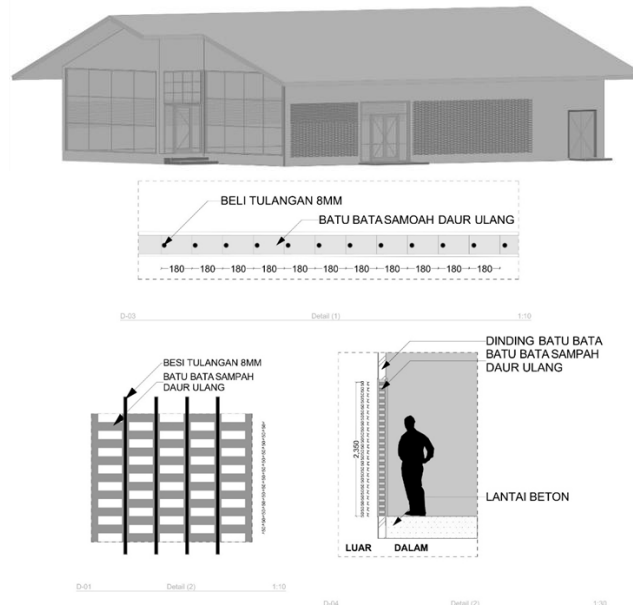 BELI TULANGAN 8MM
BATU BATA SAMOAH DAUR ULANG
180 180 180 180 180 180 180 180 180 180 180
D-03 Detail (1) 1:10
BESI TULANGAN 8MM
BATU BATA SAMPAH
DAUR ULANG
D-01 Detail (2) 1:10
DINDING BATU BATA
BATU BATA SAMPAH
DAUR ULANG
2,350
LANTAI BETON
LUAR DALAM
D-04 Detail (2) 1:30